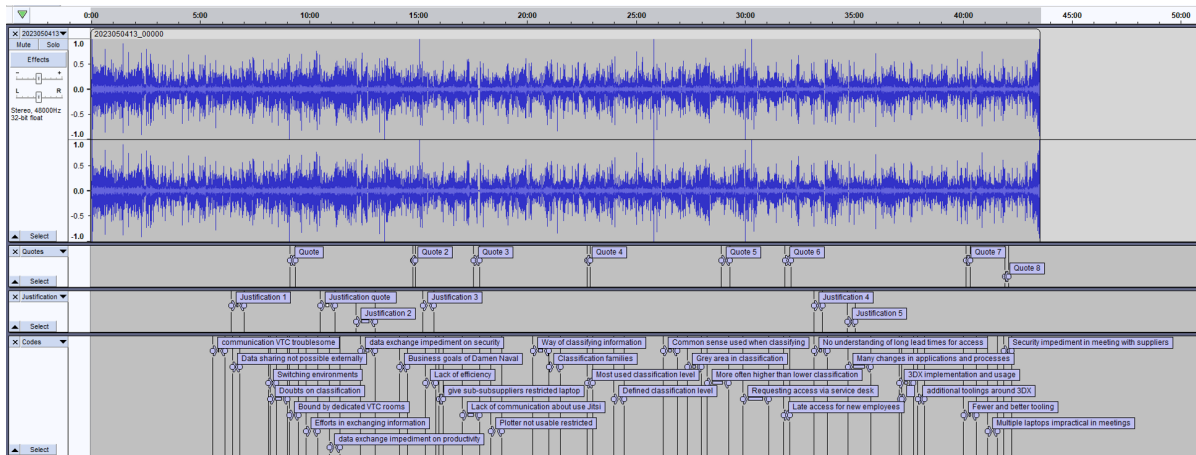 0 5:00 10:00 15:00 20:00 25:00 30:00 35:00 40:00 45:00 50:00
× 2023050413▼ 2023050413_00000
Mute Solo
Effects
- +
L R
Stereo, 48000Hz
32-bit float
1.0
0.5
0.0
-0.5
-1.0
1.0
0.5
0.0
-0.5
-1.0
Select
× Quotes
Quote Quote 2 Quote 3 Quote 4 Quote 5 Quote 6 Quote 7
Quote 8
Select
× Justification
Justification 1 Justification quote Justification 3 Justification 4
Justification 2 Justification 5
Select
× Codes
communication VTC troublesome data exchange impediment on security Way of classifying information Common sense used when classifying No understanding of long lead times for access Security impediment in meeting with suppliers
Data sharing not possible externally Business goals of Damen Naval Classification families Grey area in classification Many changes in applications and processes
Switching environments Lack of efficiency Most used classification level More often higher than lower classification 3DX implementation and usage
Doubts on classification give sub-subsuppliers restricted laptop Defined classification level Requesting access via service desk additional toolings around 3DX
Bound by dedicated VTC rooms Lack of communication about use Jitsi Late access for new employees Fewer and better tooling
Efforts in exchanging information Plotter not usable restricted Multiple laptops impractical in meetings
data exchange impediment on productivity
Select